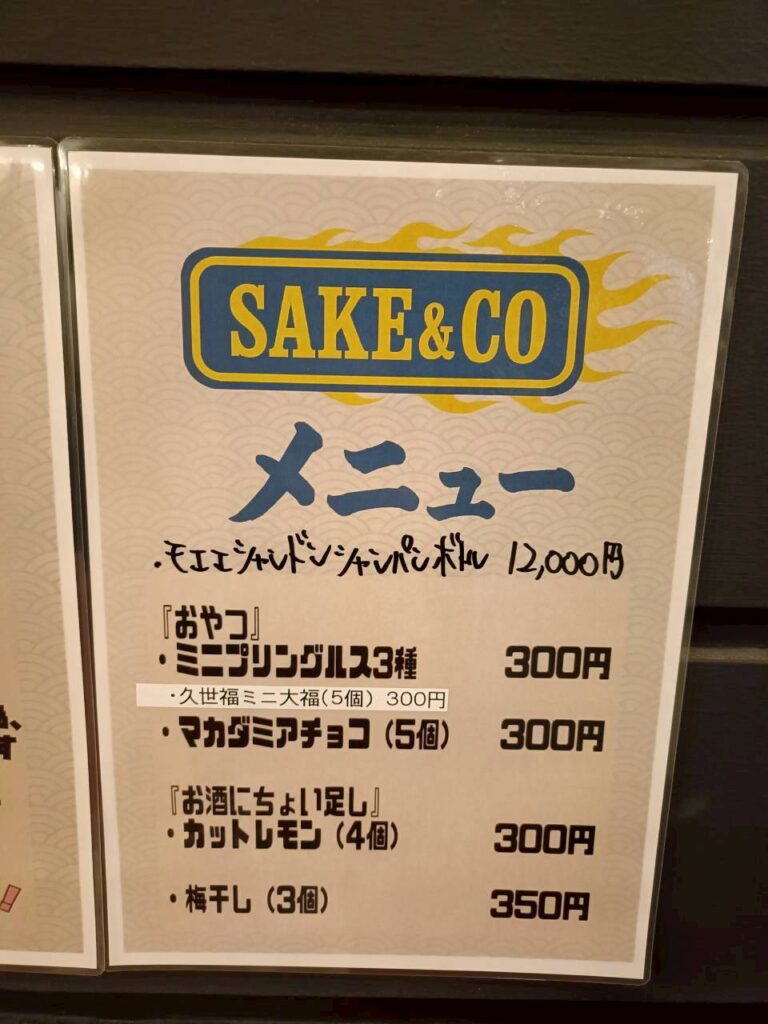 SAKE&CO
メニュー
・モエエシャンドンシャンパンボトル 12,000円
『おやつ』
・ミニプリングルス3種 300円
・久世福ミニ大福(5個) 300円
・マカダミアチョコ(5個) 300円
『お酒にちょい足し』
・カットレモン(4個) 300円
・梅干し(3個) 350円